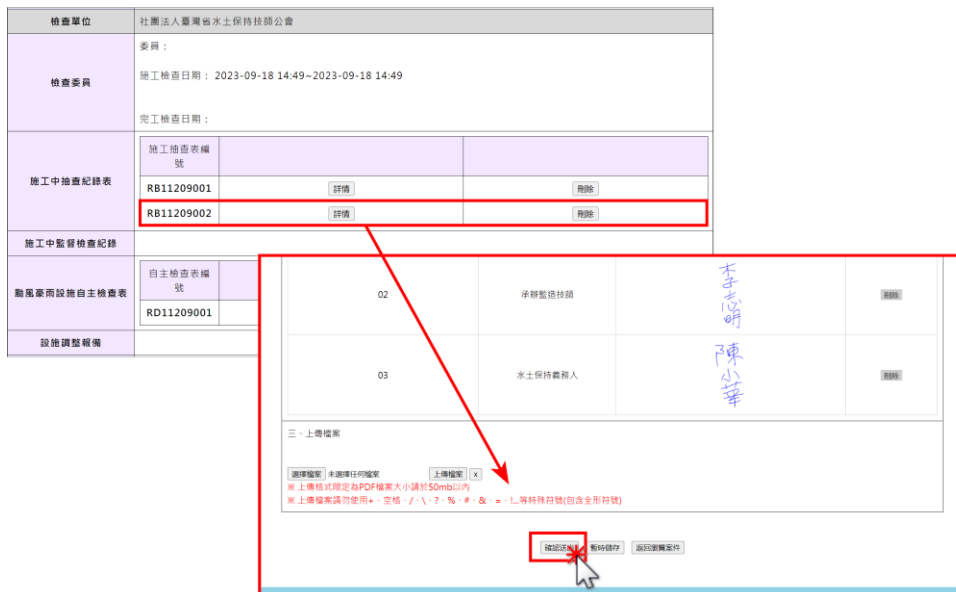 檢查單位 社團法人臺灣省水土保持技師公會
檢查委員
委員：
施工檢查日期： 2023-09-18 14:49~2023-09-18 14:49
完工檢查日期：
施工中抽查紀錄表
施工抽查表編號
RB11209001 詳情 刪除
RB11209002 詳情 刪除
施工中監督檢查紀錄
颱風豪雨設施自主檢查表
自主檢查表編號
RD11209001
設施調整報備
02 承辦監造技師 李志明 刪除
03 水土保持義務人 陳小華 刪除
三、上傳檔案
選擇檔案 未選擇任何檔案 上傳檔案 x
※ 上傳格式限定為PDF檔案大小請於50mb以內
※ 上傳檔案請勿使用+、空格、/、\、?、%、#、&、=、!...等特殊符號(包含全形符號)
確認送出 暫時儲存 返回瀏覽案件